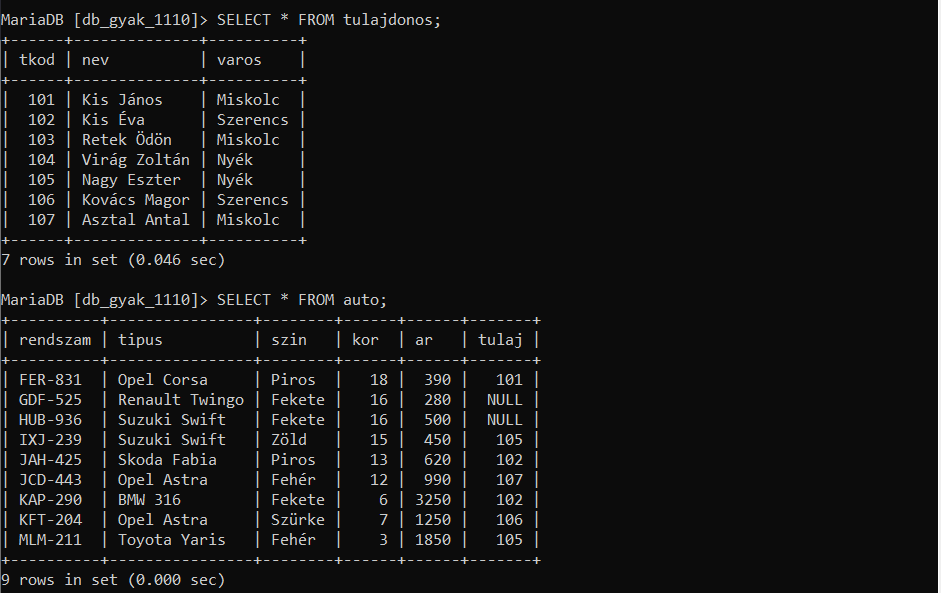 MariaDB [db_gyak_1110]> SELECT * FROM tulajdonos;
+------+--------------+----------+
| tkod | nev          | varos    |
+------+--------------+----------+
|  101 | Kis János    | Miskolc  |
|  102 | Kis Éva      | Szerencs |
|  103 | Retek Ödön   | Miskolc  |
|  104 | Virág Zoltán | Nyék     |
|  105 | Nagy Eszter  | Nyék     |
|  106 | Kovács Magor | Szerencs |
|  107 | Asztal Antal | Miskolc  |
+------+--------------+----------+
7 rows in set (0.046 sec)

MariaDB [db_gyak_1110]> SELECT * FROM auto;
+----------+----------------+--------+------+------+-------+
| rendszam | tipus          | szin   | kor  | ar   | tulaj |
+----------+----------------+--------+------+------+-------+
| FER-831  | Opel Corsa     | Piros  |   18 |  390 |   101 |
| GDF-525  | Renault Twingo | Fekete |   16 |  280 |  NULL |
| HUB-936  | Suzuki Swift   | Fekete |   16 |  500 |  NULL |
| IXJ-239  | Suzuki Swift   | Zöld   |   15 |  450 |   105 |
| JAH-425  | Skoda Fabia    | Piros  |   13 |  620 |   102 |
| JCD-443  | Opel Astra     | Fehér  |   12 |  990 |   107 |
| KAP-290  | BMW 316        | Fekete |    6 | 3250 |   102 |
| KFT-204  | Opel Astra     | Szürke |    7 | 1250 |   106 |
| MLM-211  | Toyota Yaris   | Fehér  |    3 | 1850 |   105 |
+----------+----------------+--------+------+------+-------+
9 rows in set (0.000 sec)